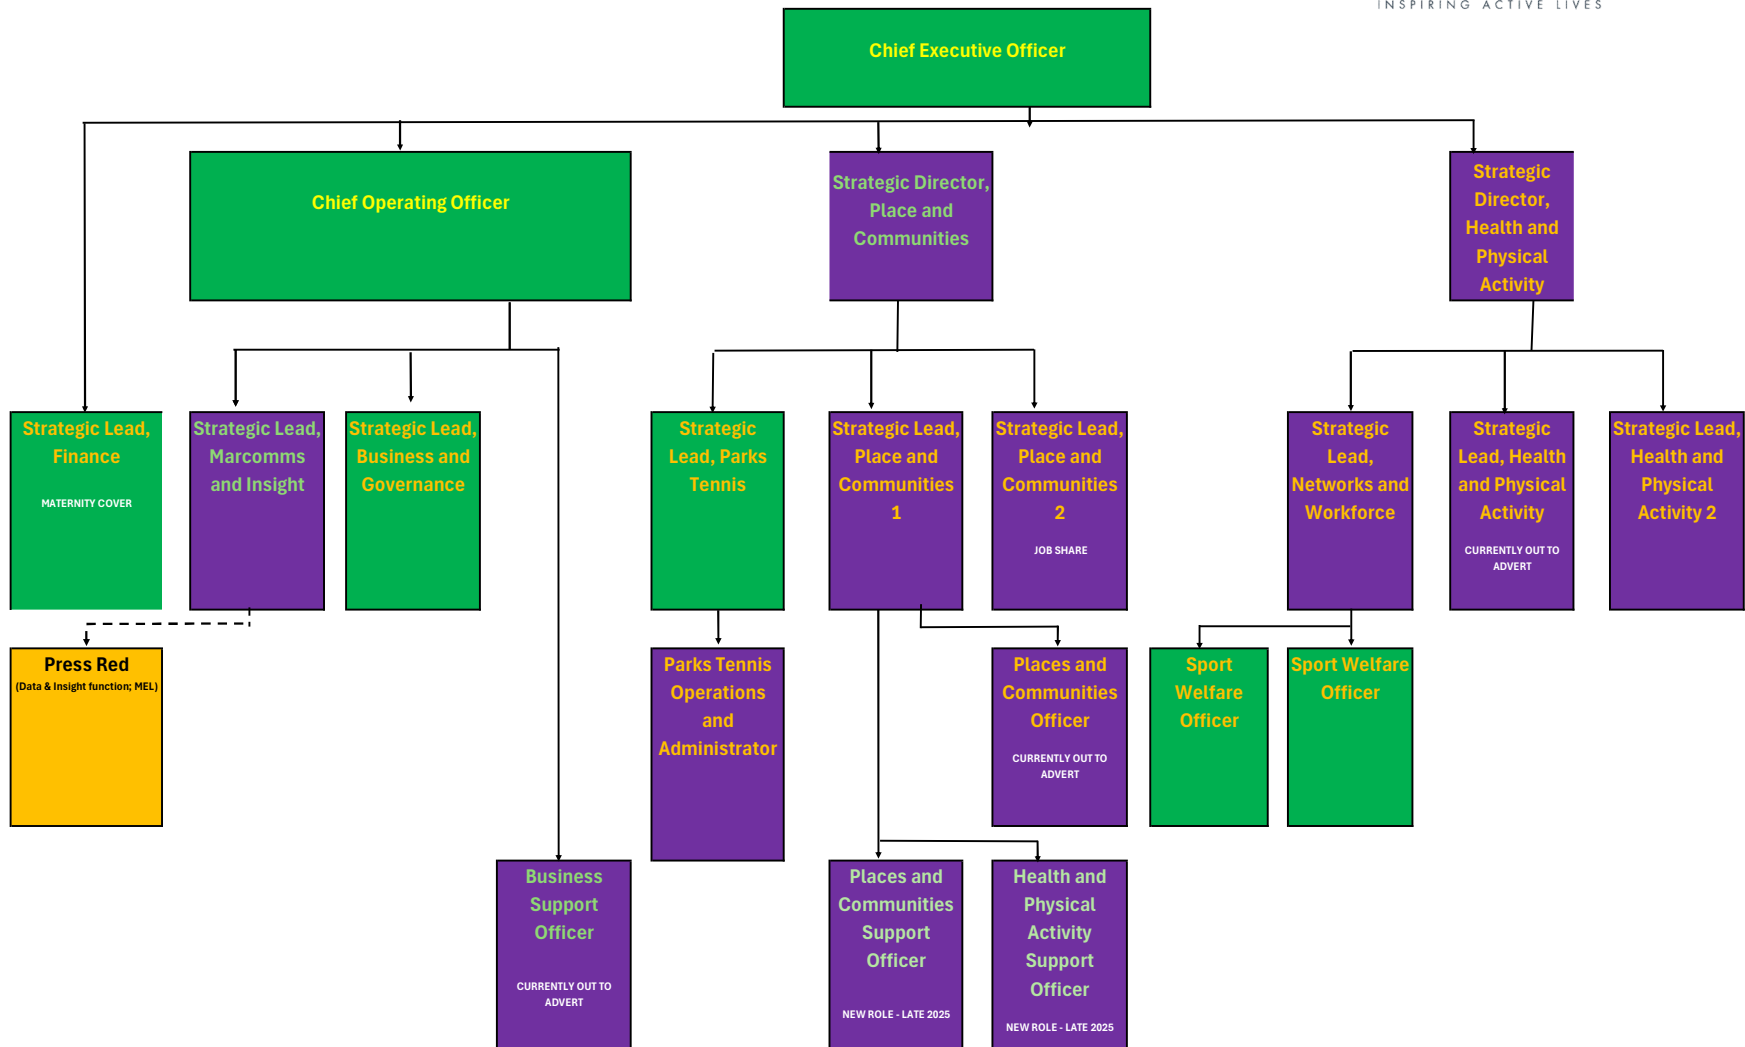 INSPIRING ACTIVE LIVES
Chief Executive Officer
Chief Operating Officer
Strategic Director,
Place and
Communities
Strategic
Director,
Health and
Physical
Activity
Strategic Lead,
Finance
MATERNITY COVER
Strategic Lead,
Marcomms
and Insight
Strategic Lead,
Business and
Governance
Strategic
Lead, Parks
Tennis
Strategic Lead,
Place and
Communities
1
Strategic Lead,
Place and
Communities
2
JOB SHARE
Strategic
Lead,
Networks and
Workforce
Strategic
Lead, Health
and Physical
Activity
CURRENTLY OUT TO
ADVERT
Strategic Lead,
Health and
Physical
Activity 2
Press Red
(Data & Insight function; MEL)
Parks Tennis
Operations
and
Administrator
Places and
Communities
Officer
CURRENTLY OUT TO
ADVERT
Sport
Welfare
Officer
Sport Welfare
Officer
Business
Support
Officer
CURRENTLY OUT TO
ADVERT
Places and
Communities
Support
Officer
NEW ROLE - LATE 2025
Health and
Physical
Activity
Support
Officer
NEW ROLE - LATE 2025